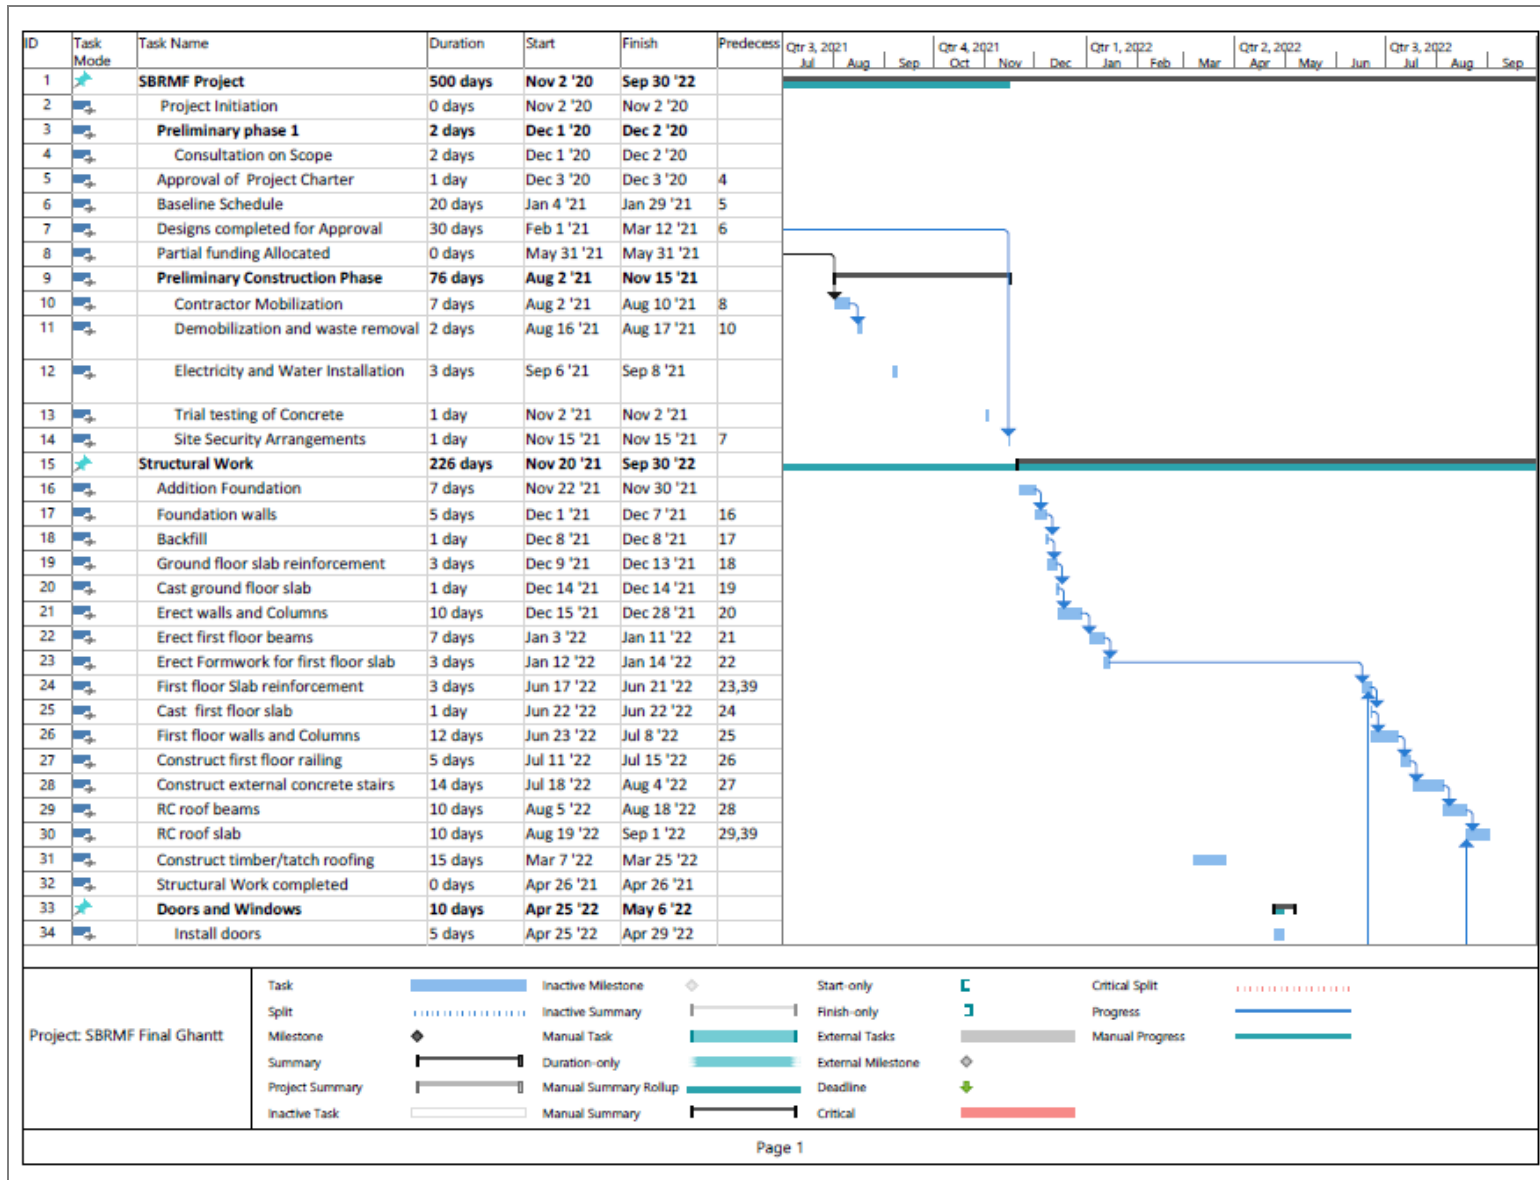 ID Task Mode Task Name Duration Start Finish Predecess Qtr 3, 2021 Qtr 4, 2021 Qtr 1, 2022 Qtr 2, 2022 Qtr 3, 2022
Jul Aug Sep Oct Nov Dec Jan Feb Mar Apr May Jun Jul Aug Sep
1 SBRMF Project 500 days Nov 2 '20 Sep 30 '22
2 Project Initiation 0 days Nov 2 '20 Nov 2 '20
3 Preliminary phase 1 2 days Dec 1 '20 Dec 2 '20
4 Consultation on Scope 2 days Dec 1 '20 Dec 2 '20
5 Approval of Project Charter 1 day Dec 3 '20 Dec 3 '20 4
6 Baseline Schedule 20 days Jan 4 '21 Jan 29 '21 5
7 Designs completed for Approval 30 days Feb 1 '21 Mar 12 '21 6
8 Partial funding Allocated 0 days May 31 '21 May 31 '21
9 Preliminary Construction Phase 76 days Aug 2 '21 Nov 15 '21
10 Contractor Mobilization 7 days Aug 2 '21 Aug 10 '21 8
11 Demobilization and waste removal 2 days Aug 16 '21 Aug 17 '21 10
12 Electricity and Water Installation 3 days Sep 6 '21 Sep 8 '21
13 Trial testing of Concrete 1 day Nov 2 '21 Nov 2 '21
14 Site Security Arrangements 1 day Nov 15 '21 Nov 15 '21 7
15 Structural Work 226 days Nov 20 '21 Sep 30 '22
16 Addition Foundation 7 days Nov 22 '21 Nov 30 '21
17 Foundation walls 5 days Dec 1 '21 Dec 7 '21 16
18 Backfill 1 day Dec 8 '21 Dec 8 '21 17
19 Ground floor slab reinforcement 3 days Dec 9 '21 Dec 13 '21 18
20 Cast ground floor slab 1 day Dec 14 '21 Dec 14 '21 19
21 Erect walls and Columns 10 days Dec 15 '21 Dec 28 '21 20
22 Erect first floor beams 7 days Jan 3 '22 Jan 11 '22 21
23 Erect Formwork for first floor slab 3 days Jan 12 '22 Jan 14 '22 22
24 First floor Slab reinforcement 3 days Jun 17 '22 Jun 21 '22 23,39
25 Cast first floor slab 1 day Jun 22 '22 Jun 22 '22 24
26 First floor walls and Columns 12 days Jun 23 '22 Jul 8 '22 25
27 Construct first floor railing 5 days Jul 11 '22 Jul 15 '22 26
28 Construct external concrete stairs 14 days Jul 18 '22 Aug 4 '22 27
29 RC roof beams 10 days Aug 5 '22 Aug 18 '22 28
30 RC roof slab 10 days Aug 19 '22 Sep 1 '22 29,39
31 Construct timber/tatch roofing 15 days Mar 7 '22 Mar 25 '22
32 Structural Work completed 0 days Apr 26 '21 Apr 26 '21
33 Doors and Windows 10 days Apr 25 '22 May 6 '22
34 Install doors 5 days Apr 25 '22 Apr 29 '22
Project: SBRMF Final Ghantt
Task Inactive Milestone Start-only Critical Split
Split Inactive Summary Finish-only Progress
Milestone Manual Task External Tasks Manual Progress
Summary Duration-only External Milestone
Project Summary Manual Summary Rollup Deadline
Inactive Task Manual Summary Critical
Page 1